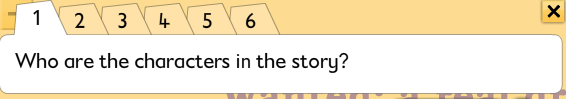 1 2 3 4 5 6
Who are the characters in the story?